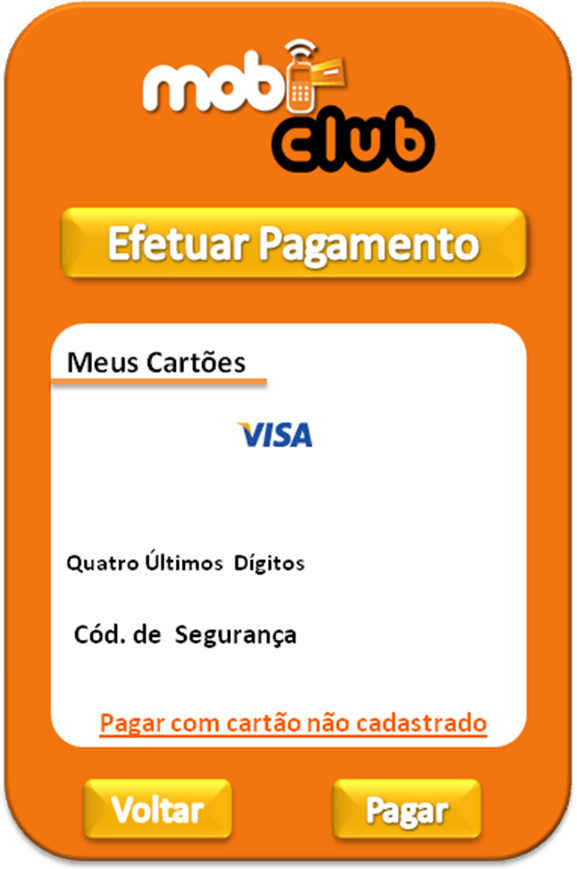 mobi
club
Efetuar Pagamento
Meus Cartões
VISA
Quatro Últimos Dígitos
Cód. de Segurança
Pagar com cartão não cadastrado
Voltar Pagar